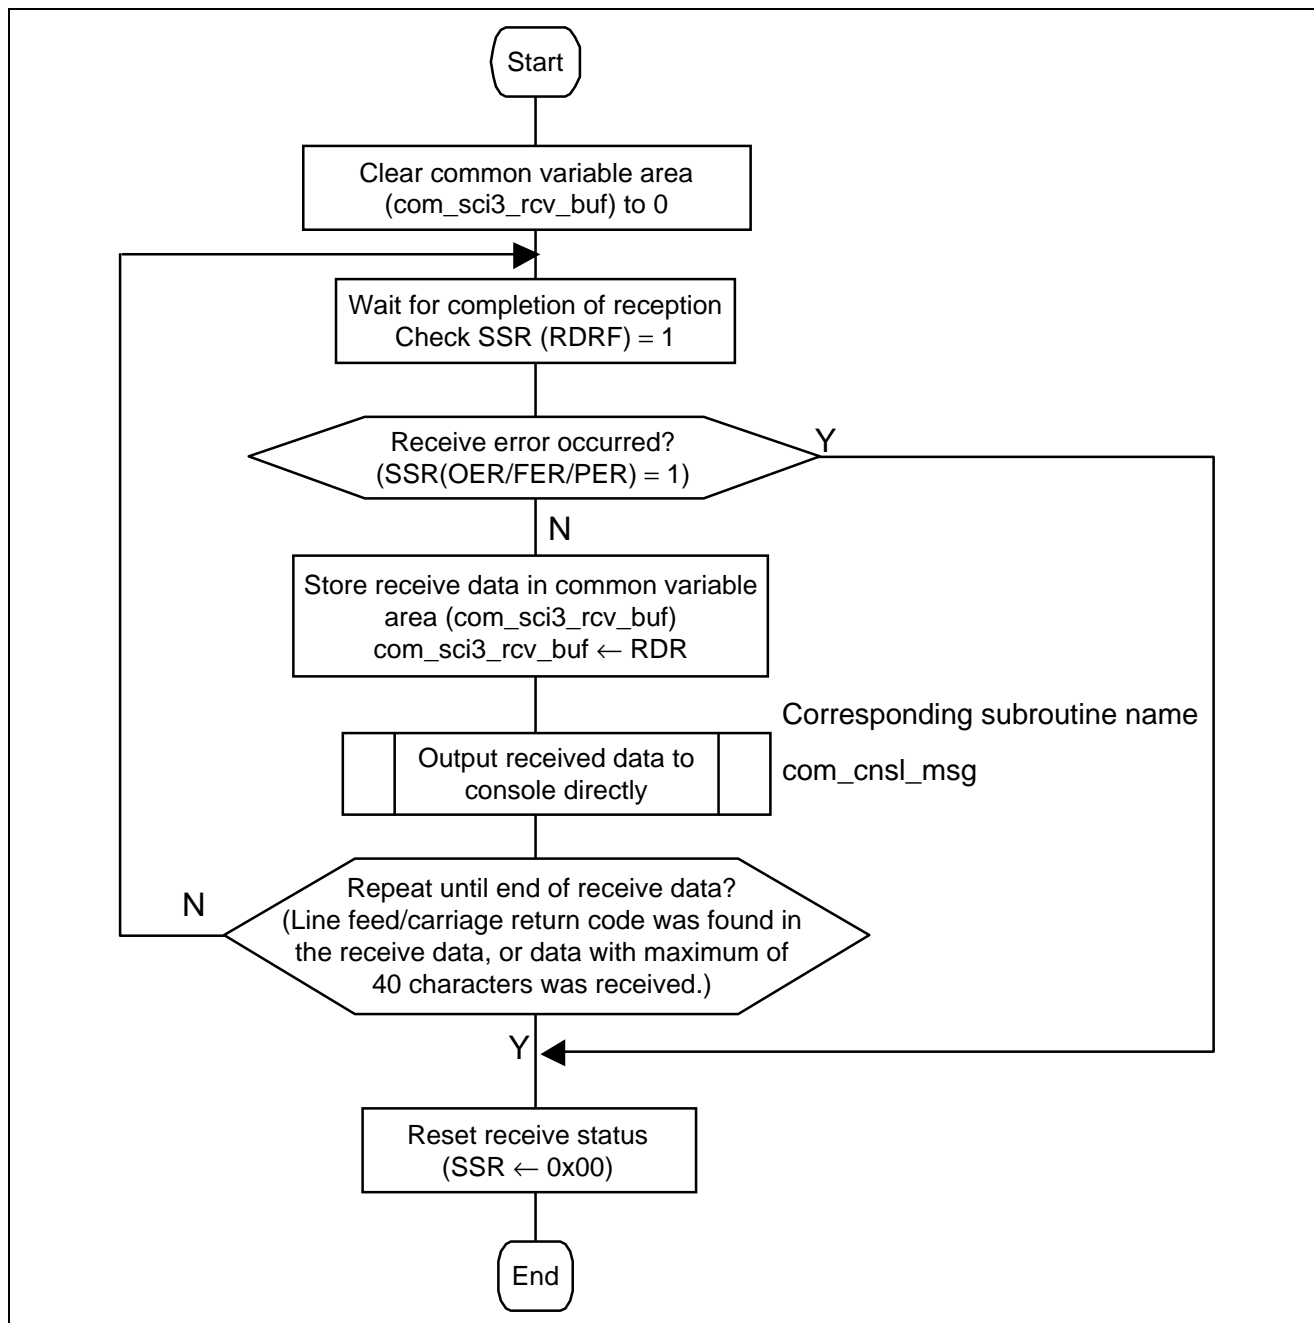 Start
Clear common variable area
(com_sci3_rcv_buf) to 0
Wait for completion of reception
Check SSR (RDRF) = 1
Receive error occurred?
(SSR(OER/FER/PER) = 1)
Y
N
Store receive data in common variable
area (com_sci3_rcv_buf)
com_sci3_rcv_buf ← RDR
Corresponding subroutine name
com_cnsl_msg
Output received data to
console directly
N
Repeat until end of receive data?
(Line feed/carriage return code was found in
the receive data, or data with maximum of
40 characters was received.)
Y
Reset receive status
(SSR ← 0x00)
End